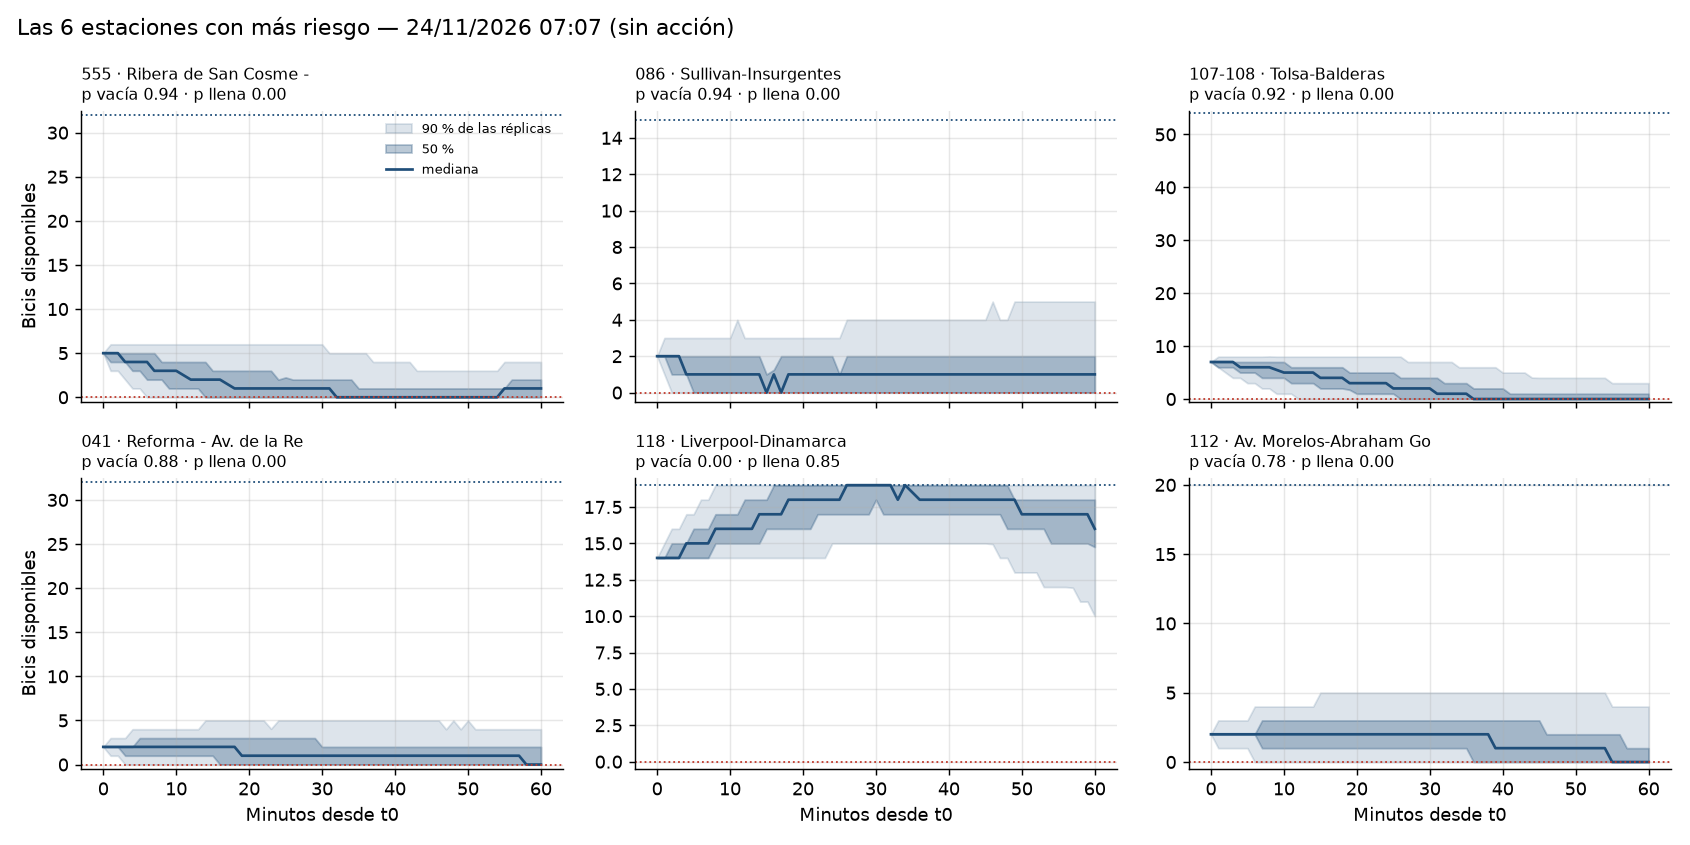 Las 6 estaciones con más riesgo — 24/11/2026 07:07 (sin acción)
555 · Ribera de San Cosme -
p vacía 0.94 · p llena 0.00
30
25
20
15
10
5
0
Bicis disponibles
90 % de las réplicas
50 %
mediana
086 · Sullivan-Insurgentes
p vacía 0.94 · p llena 0.00
14
12
10
8
6
4
2
0
107-108 · Tolsa-Balderas
p vacía 0.92 · p llena 0.00
50
40
30
20
10
0
041 · Reforma - Av. de la Re
p vacía 0.88 · p llena 0.00
30
25
20
15
10
5
0
Bicis disponibles
0 10 20 30 40 50 60
Minutos desde t0
118 · Liverpool-Dinamarca
p vacía 0.00 · p llena 0.85
17.5
15.0
12.5
10.0
7.5
5.0
2.5
0.0
0 10 20 30 40 50 60
Minutos desde t0
112 · Av. Morelos-Abraham Go
p vacía 0.78 · p llena 0.00
20
15
10
5
0
0 10 20 30 40 50 60
Minutos desde t0